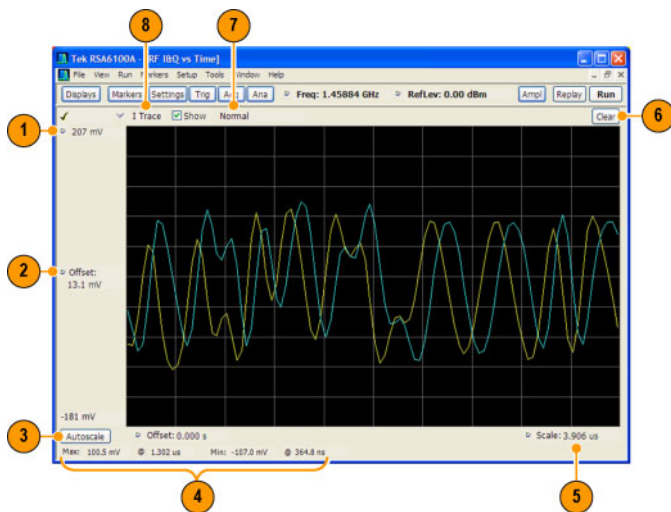 8
7
Tek RSA6100A - [RF I&Q vs Time]
File View Run Markers Setup Tools Window Help
Displays Markers Settings Trig Acq Ana Freq: 1.45884 GHz RefLev: 0.00 dBm Ampl Replay Run
I Trace Show Normal Clear
6
1
207 mV
2
Offset:
13.1 mV
-181 mV
3
Autoscale Offset: 0.000 s Scale: 3.906 us
Max: 100.5 mV @ 1.302 us Min: -107.0 mV @ 364.8 ns
4
5